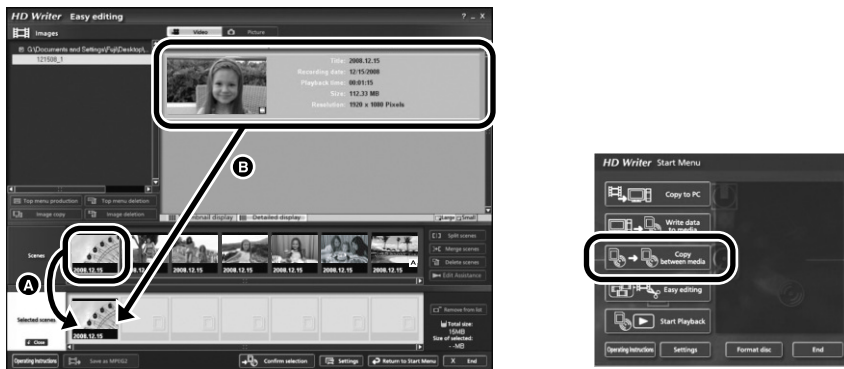 HD Writer Easy editing ? _ X
Images
Video Picture
G:\Documents and Settings\Fuji\Desktop\...
121508_1
Title: 2008.12.15
Recording date: 12/15/2008
Playback time: 00:01:15
Size: 112.33 MB
Resolution: 1920 x 1080 Pixels
B
Top menu production Top menu deletion
Image copy Image deletion
Detailed display Large Small
Scenes
2008.12.15 2008.12.15 2008.12.15 2008.12.15 2008.12.15 2008.12.15 2008.12.15
A
Split scenes
Merge scenes
Delete scenes
Edit Assistance
A
Selected scenes
Close
2008.12.15
Remove from list
Total size:
15MB
Size of selected:
- -MB
Operating Instructions Save as MPEG2 Confirm selection Settings Return to Start Menu X End
HD Writer Start Menu
Copy to PC
Write data
to media
Copy
between media
Easy editing
Start Playback
Operating Instructions Settings Format disc End